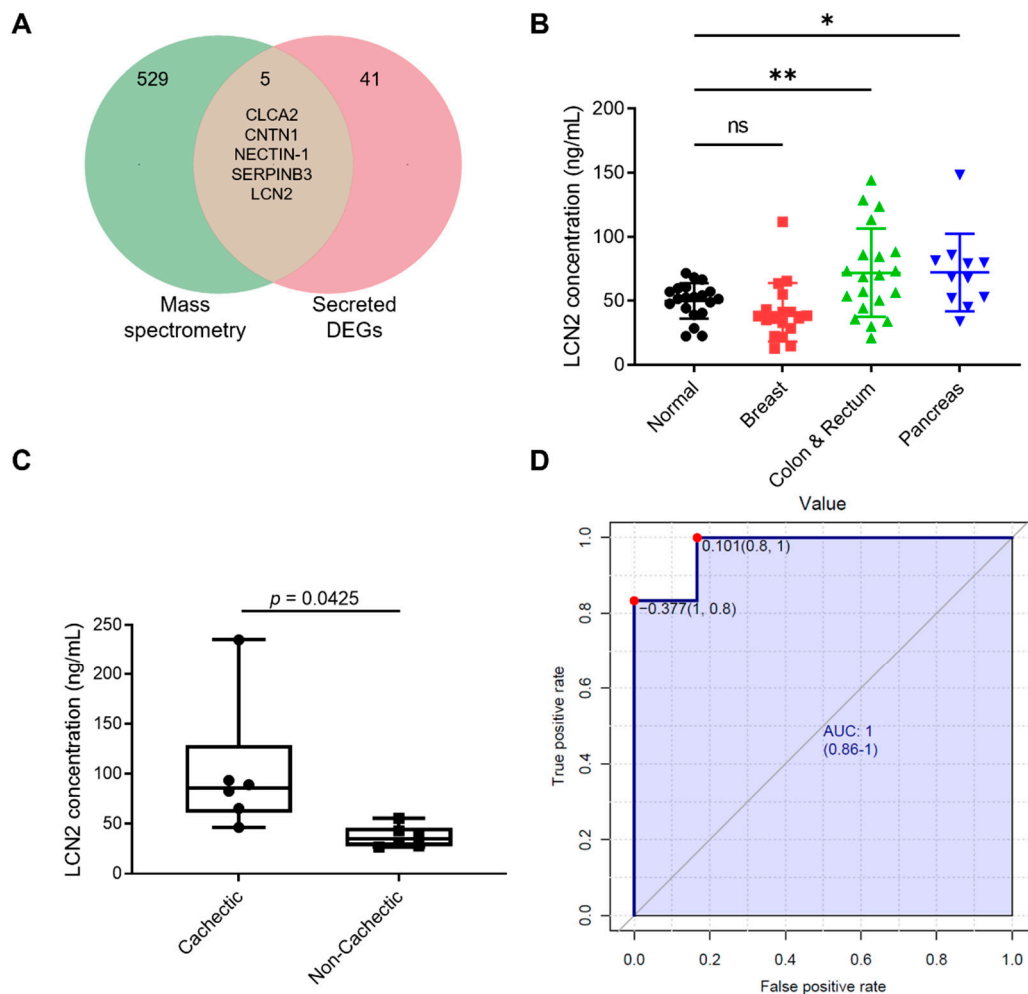 A
529
5
41
CLCA2
CNTN1
NECTIN-1
SERPINB3
LCN2
Mass
spectrometry
Secreted
DEGs
B
*
**
ns
LCN2 concentration (ng/mL)
200
150
100
50
0
Normal
Breast
Colon & Rectum
Pancreas
C
p = 0.0425
LCN2 concentration (ng/mL)
250
200
150
100
50
0
Cachectic
Non-Cachectic
D
Value
0.101(0.8, 1)
−0.377(1, 0.8)
AUC: 1
(0.86-1)
True positive rate
1.0
0.8
0.6
0.4
0.2
0.0
0.0
0.2
0.4
0.6
0.8
1.0
False positive rate